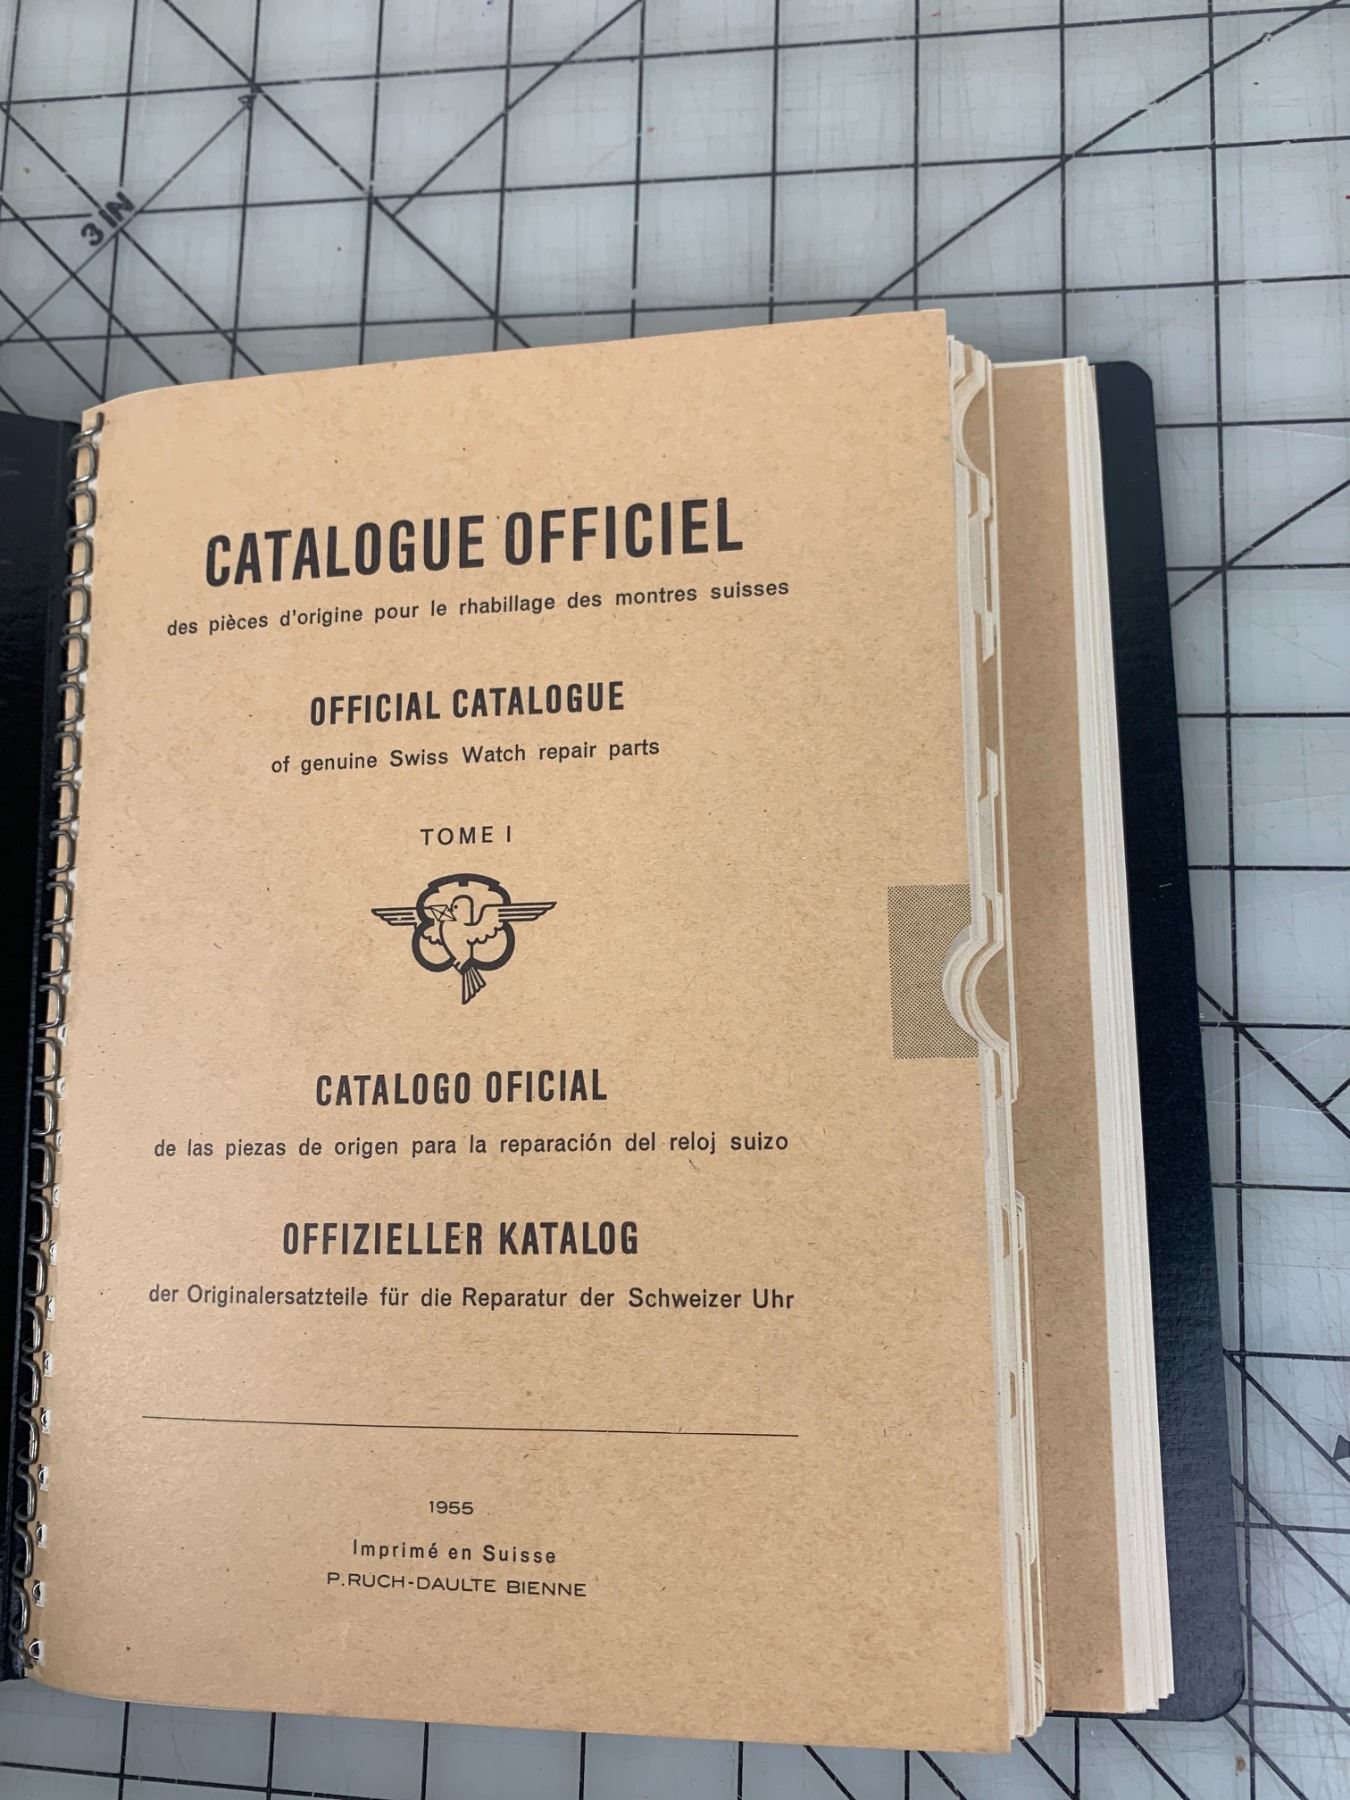 3 IN
CATALOGUE OFFICIEL
des pièces d'origine pour le rhabillage des montres suisses
OFFICIAL CATALOGUE
of genuine Swiss Watch repair parts
TOME I
CATALOGO OFICIAL
de las piezas de origen para la reparación del reloj suizo
OFFIZIELLER KATALOG
der Originalersatzteile für die Reparatur der Schweizer Uhr
1955
Imprimé en Suisse
P.RUCH-DAULTE BIENNE